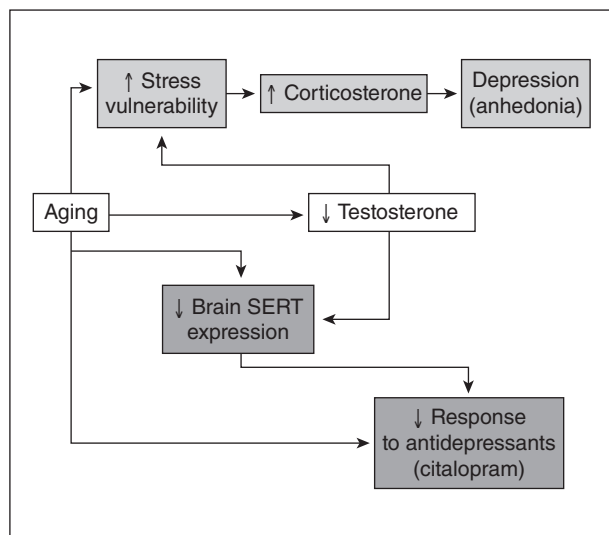 ↑ Stress
vulnerability
↑ Corticosterone
Depression
(anhedonia)
Aging
↓ Testosterone
↓ Brain SERT
expression
↓ Response
to antidepressants
(citalopram)